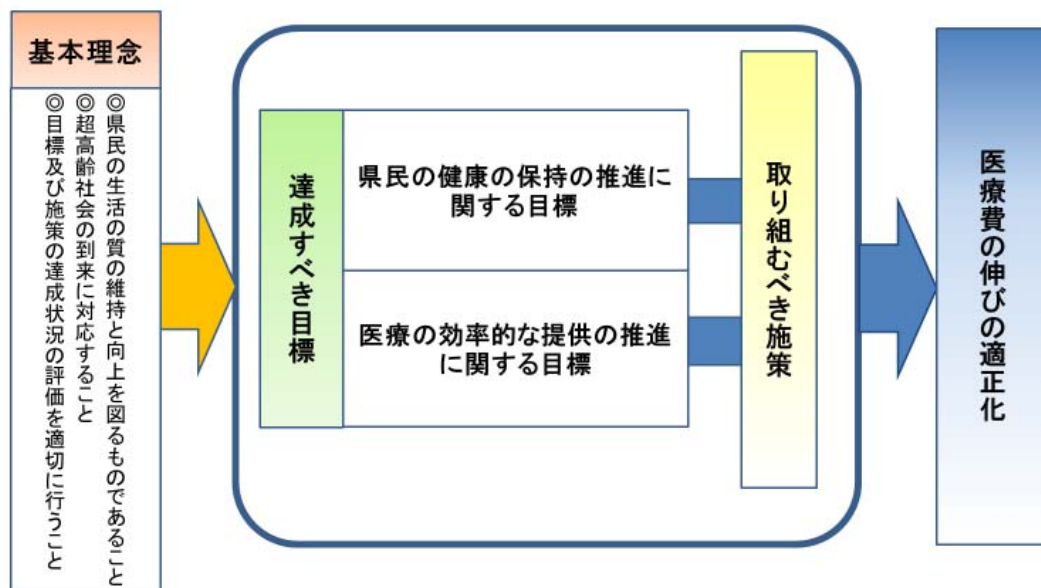 基本理念
◎県民の生活の質の維持と向上を図るものであること
◎超高齢社会の到来に対応すること
◎目標及び施策の達成状況の評価を適切に行うこと
達成すべき目標
県民の健康の保持の推進に
関する目標
医療の効率的な提供の推進
に関する目標
取り組むべき施策
医療費の伸びの適正化